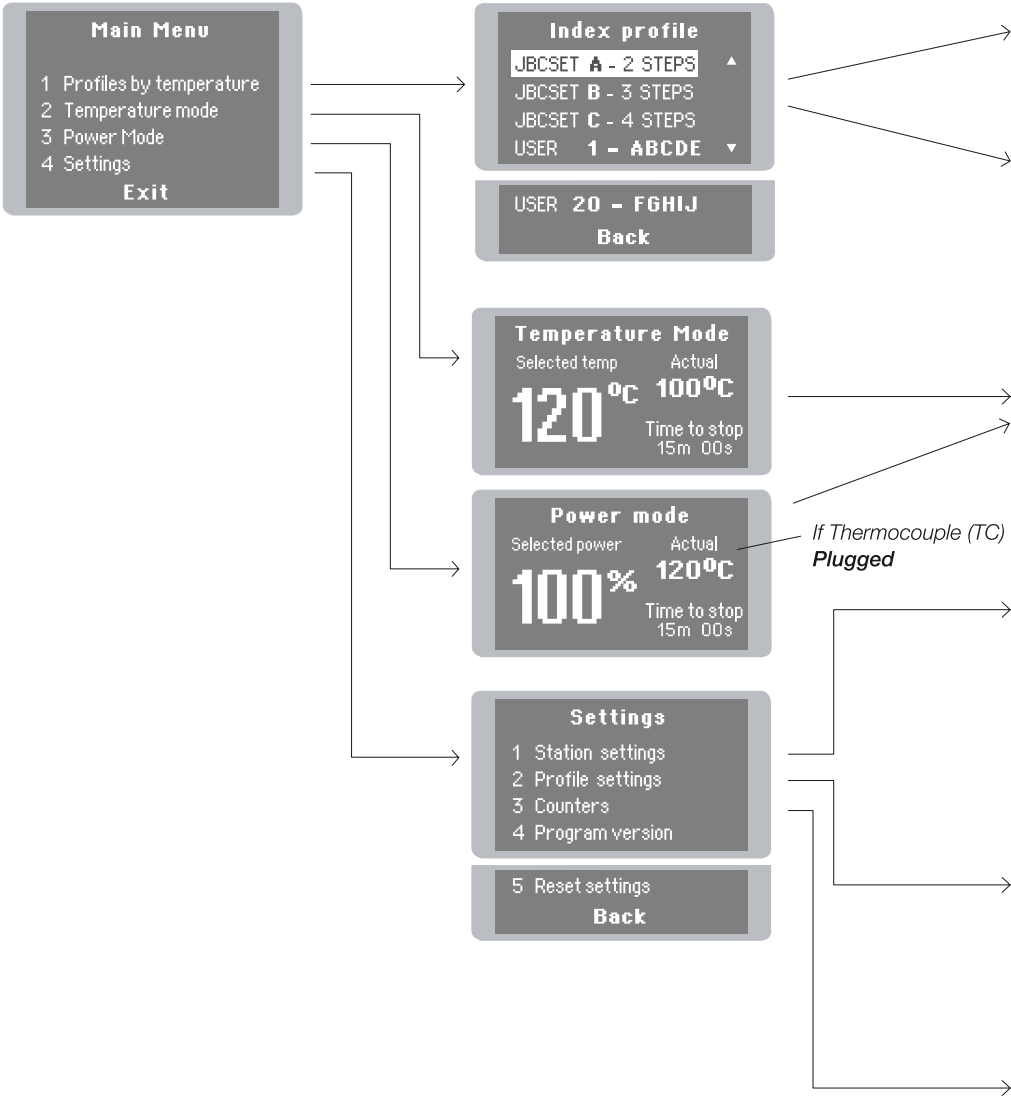 Main Menu
1 Profiles by temperature
2 Temperature mode
3 Power Mode
4 Settings
Exit
Index profile
JBCSET A - 2 STEPS
JBCSET B - 3 STEPS
JBCSET C - 4 STEPS
USER 1 - ABCDE
USER 20 - FGHIJ
Back
Temperature Mode
Selected temp Actual
120 ºC 100ºC
Time to stop
15m 00s
Power mode
Selected power Actual
100 % 120ºC
Time to stop
15m 00s
If Thermocouple (TC)
Plugged
Settings
1 Station settings
2 Profile settings
3 Counters
4 Program version
5 Reset settings
Back